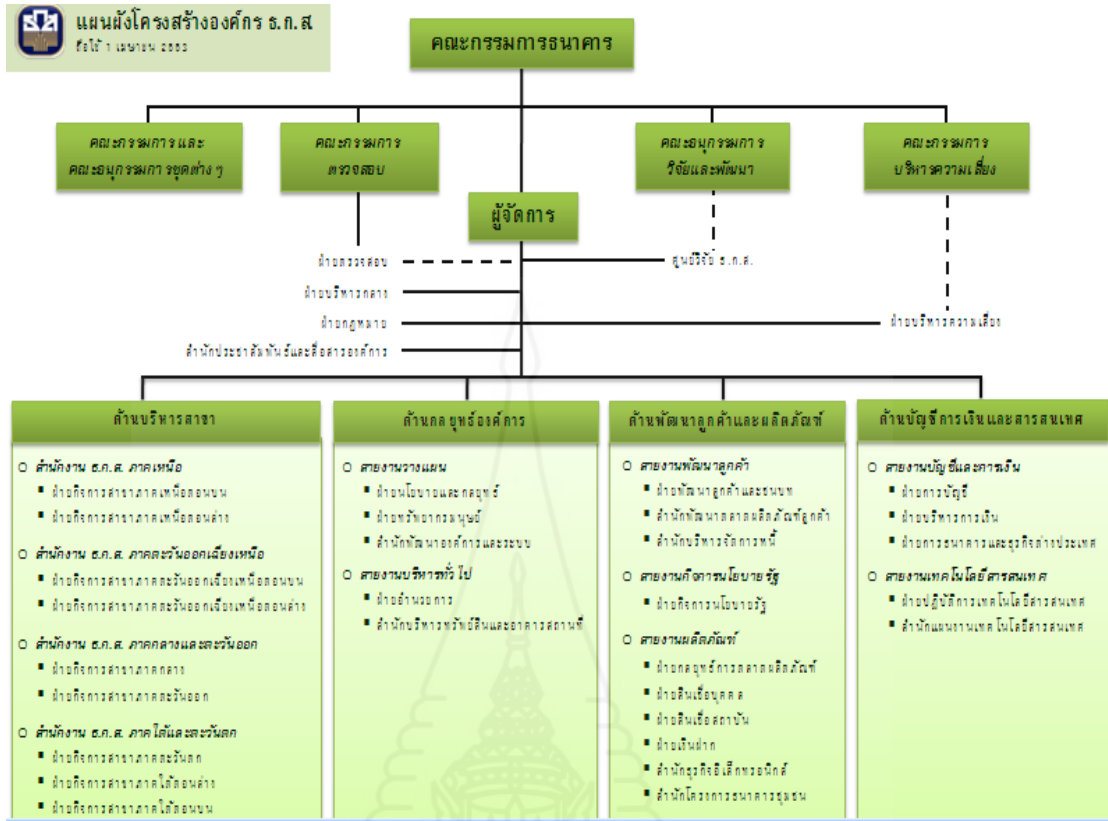 แผนผังโครงสร้างองค์กร ธ.ก.ส.
ถือใช้ 1 เมษายน 2553
คณะกรรมการธนาคาร
คณะกรรมการและ
คณะอนุกรรมการชุดต่าง ๆ
คณะกรรมการ
ตรวจสอบ
คณะอนุกรรมการ
วิจัยและพัฒนา
คณะกรรมการ
บริหารความเสี่ยง
ผู้จัดการ
ฝ่ายตรวจสอบ
ศูนย์วิจัย ธ.ก.ส.
ฝ่ายบริหารกลาง
ฝ่ายกฎหมาย
ฝ่ายบริหารความเสี่ยง
สำนักประชาสัมพันธ์และสื่อสารองค์การ
ด้านบริหารสาขา
สำนักงาน ธ.ก.ส. ภาคเหนือ
ฝ่ายกิจการสาขาภาคเหนือตอนบน
ฝ่ายกิจการสาขาภาคเหนือตอนล่าง
สำนักงาน ธ.ก.ส. ภาคตะวันออกเฉียงเหนือ
ฝ่ายกิจการสาขาภาคตะวันออกเฉียงเหนือตอนบน
ฝ่ายกิจการสาขาภาคตะวันออกเฉียงเหนือตอนล่าง
สำนักงาน ธ.ก.ส. ภาคกลางและตะวันออก
ฝ่ายกิจการสาขาภาคกลาง
ฝ่ายกิจการสาขาภาคตะวันออก
สำนักงาน ธ.ก.ส. ภาคใต้และตะวันตก
ฝ่ายกิจการสาขาภาคตะวันตก
ฝ่ายกิจการสาขาภาคใต้ตอนล่าง
ฝ่ายกิจการสาขาภาคใต้ตอนบน
ด้านกลยุทธ์องค์การ
สายงานวางแผน
ฝ่ายนโยบายและกลยุทธ์
ฝ่ายทรัพยากรมนุษย์
สำนักพัฒนาองค์การและระบบ
สายงานบริหารทั่วไป
ฝ่ายอำนวยการ
สำนักบริหารทรัพย์สินและอาคารสถานที่
ด้านพัฒนาลูกค้าและผลิตภัณฑ์
สายงานพัฒนาลูกค้า
ฝ่ายพัฒนาลูกค้าและชนบท
สำนักพัฒนาตลาดผลิตภัณฑ์ลูกค้า
สำนักบริหารจัดการหนี้
สายงานกิจการนโยบายรัฐ
ฝ่ายกิจการนโยบายรัฐ
สายงานผลิตภัณฑ์
ฝ่ายกลยุทธ์การตลาดผลิตภัณฑ์
ฝ่ายสินเชื่อบุคคล
ฝ่ายสินเชื่อสถาบัน
ฝ่ายเงินฝาก
สำนักธุรกิจอิเล็กทรอนิกส์
สำนักโครงการธนาคารชุมชน
ด้านบัญชีการเงินและสารสนเทศ
สายงานบัญชีและการเงิน
ฝ่ายการบัญชี
ฝ่ายบริหารการเงิน
ฝ่ายการธนาคารและธุรกิจต่างประเทศ
สายงานเทคโนโลยีสารสนเทศ
ฝ่ายปฏิบัติการเทคโนโลยีสารสนเทศ
สำนักแผนงานเทคโนโลยีสารสนเทศ